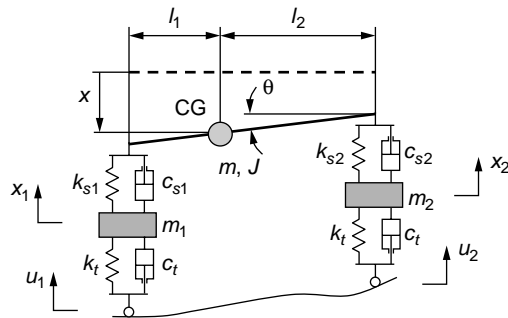 l1 l2
x CG θ
m, J
ks1 cs1 ks2 cs2
x1 x2
m1 m2
kt ct kt ct
u1 u2